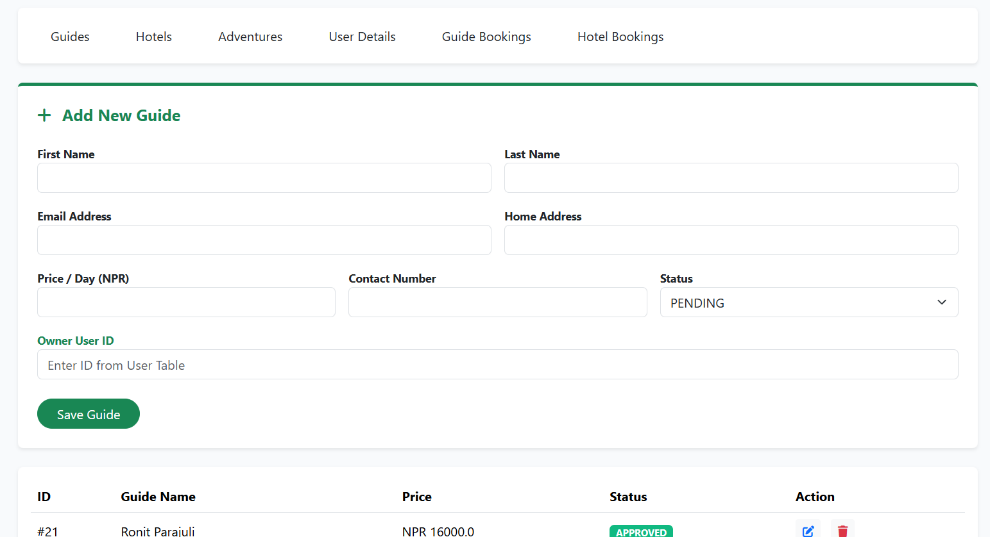 Guides Hotels Adventures User Details Guide Bookings Hotel Bookings
+ Add New Guide
First Name Last Name
Email Address Home Address
Price / Day (NPR) Contact Number Status
PENDING
Owner User ID
Enter ID from User Table
Save Guide
ID Guide Name Price Status Action
#21 Ronit Parajuli NPR 16000.0 APPROVED